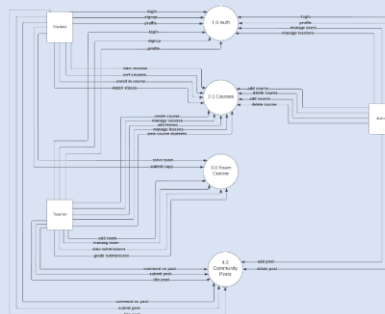 login
signup
profile
Student
1.0 Auth
login
profile
manage users
manage teachers
login
signup
profile
view courses
sort courses
enroll in course
watch videos
2.0 Courses
add course
delete course
add course
delete course
create course
manage courses
add lesson
manage lessons
view course students
take exam
submit copy
3.0 Exam
Center
Teacher
add exam
manage exam
view submissions
grade submissions
4.0
Community
Posts
add post
delete post
comment on post
submit post
like post
comment on post
submit post